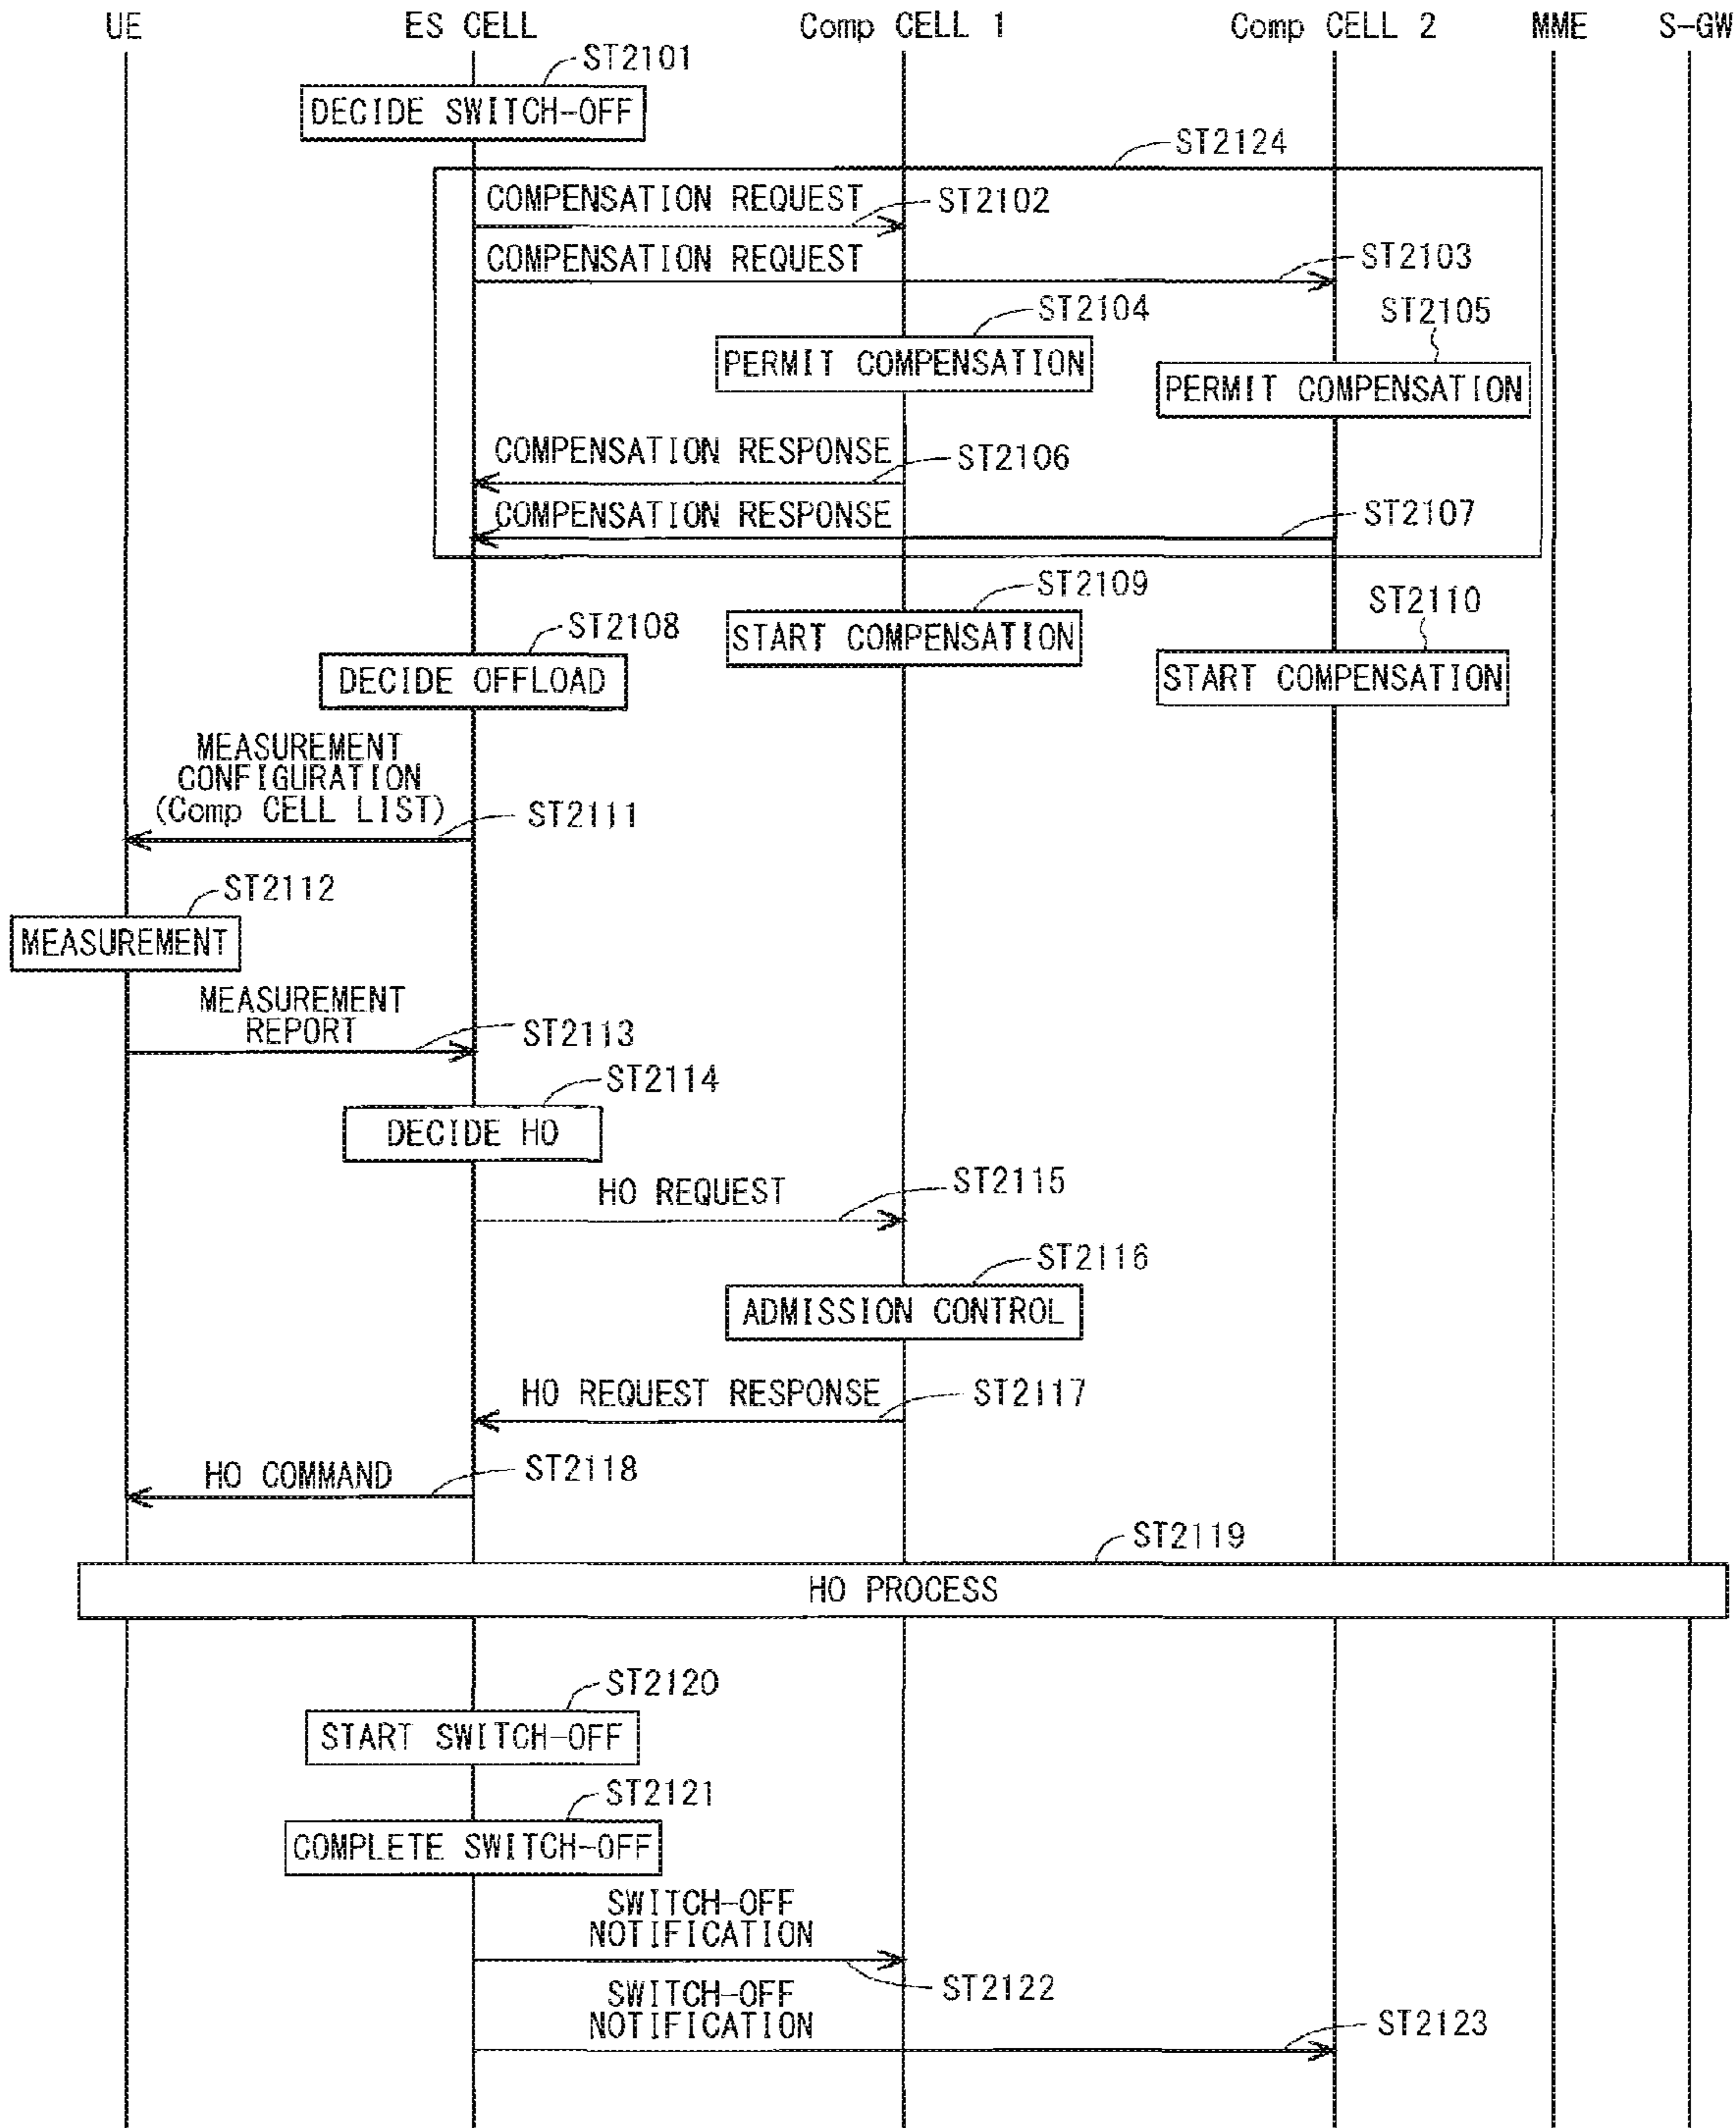 UE
ES CELL
Comp CELL 1
Comp CELL 2
MME
S-GW
ST2101
DECIDE SWITCH-OFF
ST2124
COMPENSATION REQUEST
ST2102
COMPENSATION REQUEST
ST2103
ST2104
ST2105
PERMIT COMPENSATION
PERMIT COMPENSATION
COMPENSATION RESPONSE
ST2106
COMPENSATION RESPONSE
ST2107
ST2109
ST2110
ST2108
START COMPENSATION
DECIDE OFFLOAD
START COMPENSATION
MEASUREMENT
CONFIGURATION
(Comp CELL LIST)
ST2111
ST2112
MEASUREMENT
MEASUREMENT
REPORT
ST2113
ST2114
DECIDE HO
HO REQUEST
ST2115
ST2116
ADMISSION CONTROL
HO REQUEST RESPONSE
ST2117
HO COMMAND
ST2118
ST2119
HO PROCESS
ST2120
START SWITCH-OFF
ST2121
COMPLETE SWITCH-OFF
SWITCH-OFF
NOTIFICATION
ST2122
SWITCH-OFF
NOTIFICATION
ST2123